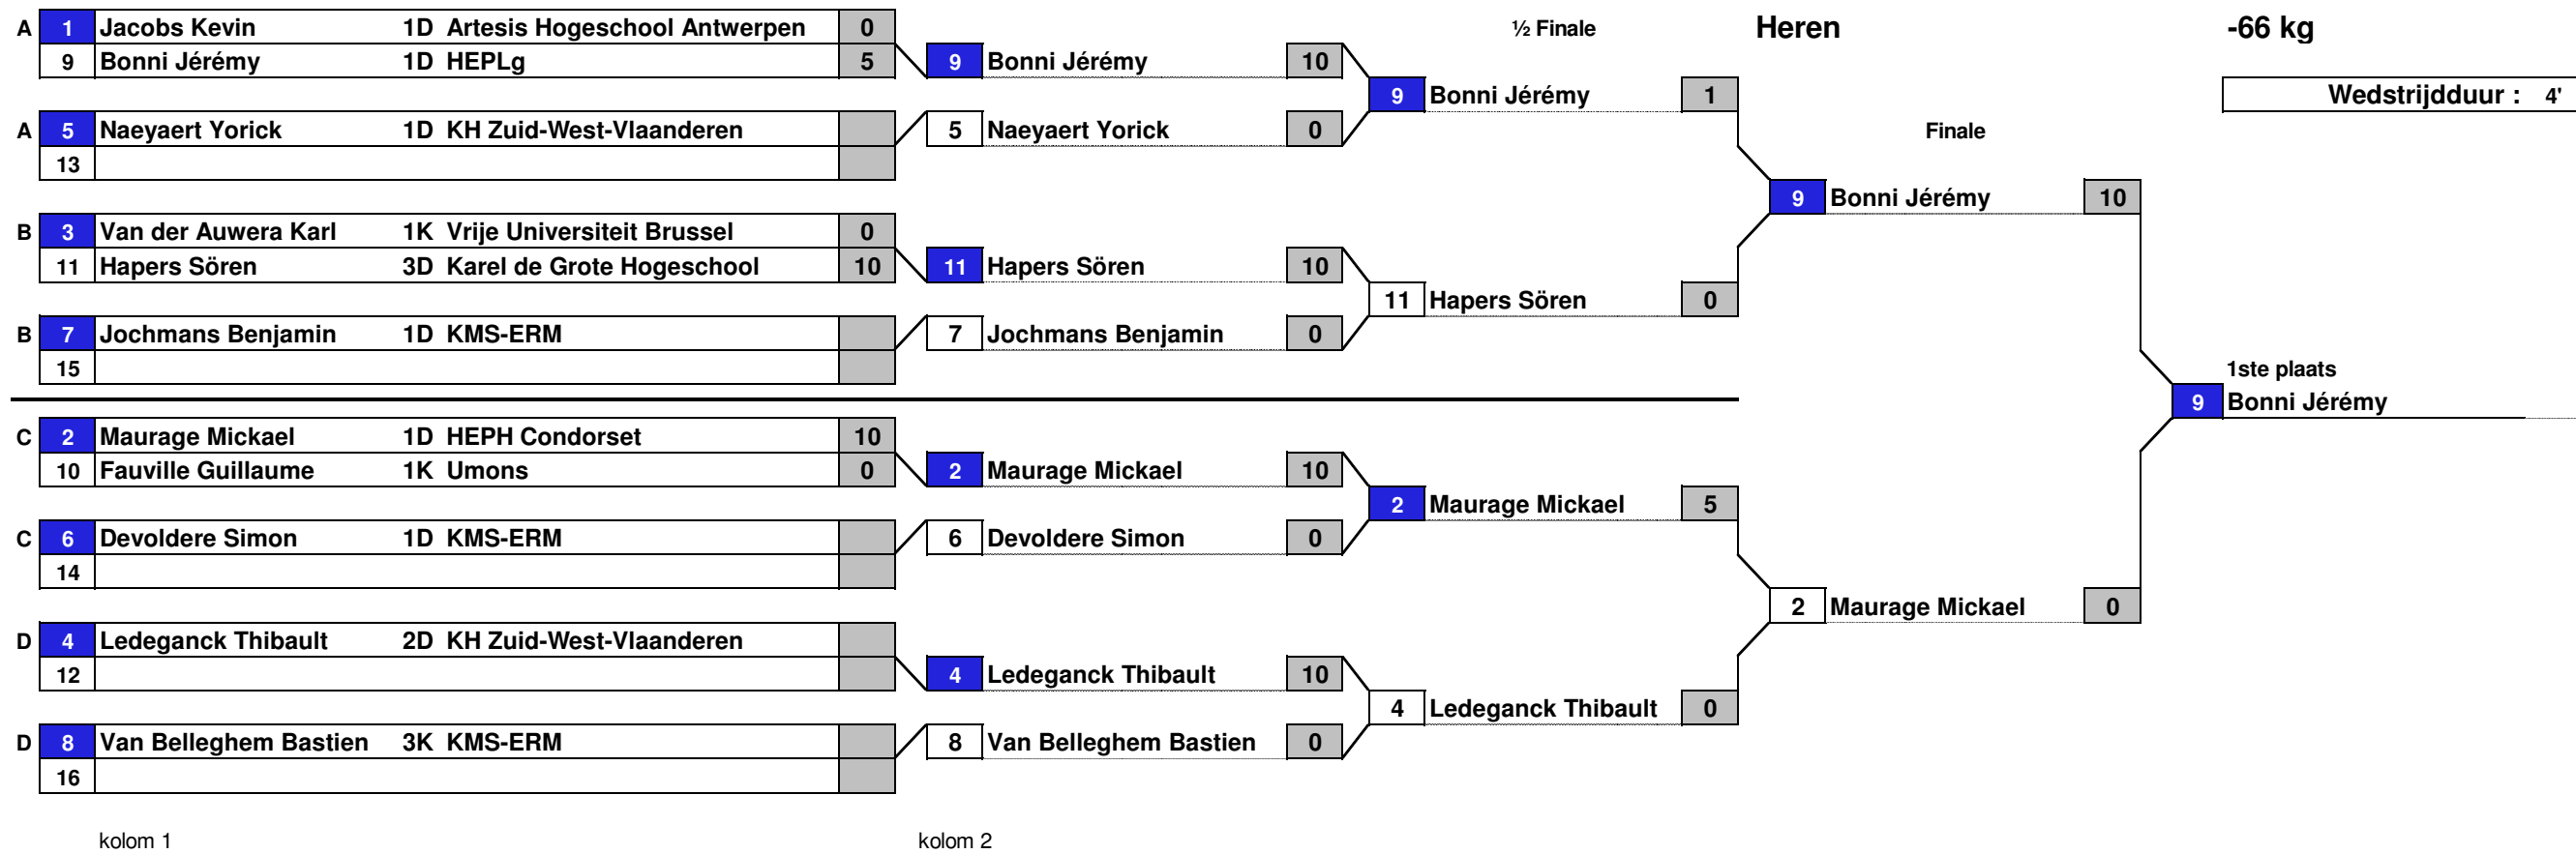 ½ Finale Heren -66 kg
A 1 Jacobs Kevin 1D Artesis Hogeschool Antwerpen 0
9 Bonni Jérémy 1D HEPLg 5
9 Bonni Jérémy 10
9 Bonni Jérémy 1
Wedstrijdduur : 4'
A 5 Naeyaert Yorick 1D KH Zuid-West-Vlaanderen
5 Naeyaert Yorick 0
Finale
13
9 Bonni Jérémy 10
B 3 Van der Auwera Karl 1K Vrije Universiteit Brussel 0
11 Hapers Sören 3D Karel de Grote Hogeschool 10
11 Hapers Sören 10
11 Hapers Sören 0
B 7 Jochmans Benjamin 1D KMS-ERM
7 Jochmans Benjamin 0
15
1ste plaats
9 Bonni Jérémy
C 2 Maurage Mickael 1D HEPH Condorset 10
10 Fauville Guillaume 1K Umons 0
2 Maurage Mickael 10
2 Maurage Mickael 5
C 6 Devoldere Simon 1D KMS-ERM
6 Devoldere Simon 0
14
2 Maurage Mickael 0
D 4 Ledeganck Thibault 2D KH Zuid-West-Vlaanderen
12
4 Ledeganck Thibault 10
4 Ledeganck Thibault 0
D 8 Van Belleghem Bastien 3K KMS-ERM
8 Van Belleghem Bastien 0
16
kolom 1 kolom 2